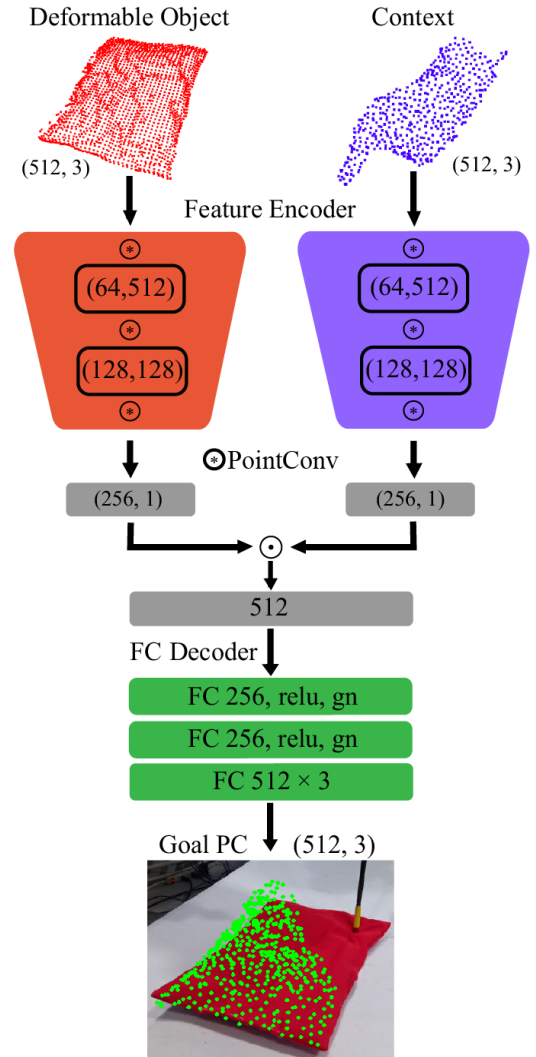 Deformable Object
Context
(512, 3)
(512, 3)
Feature Encoder
(64,512)
(64,512)
(128,128)
(128,128)
PointConv
(256, 1)
(256, 1)
512
FC Decoder
FC 256, relu, gn
FC 256, relu, gn
FC 512 × 3
Goal PC (512, 3)